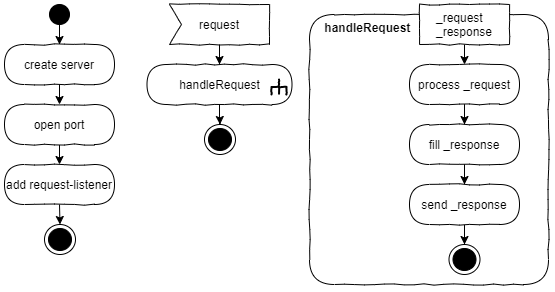 create server
open port
add request-listener
request
handleRequest
handleRequest
_request
_response
process _request
fill _response
send _response